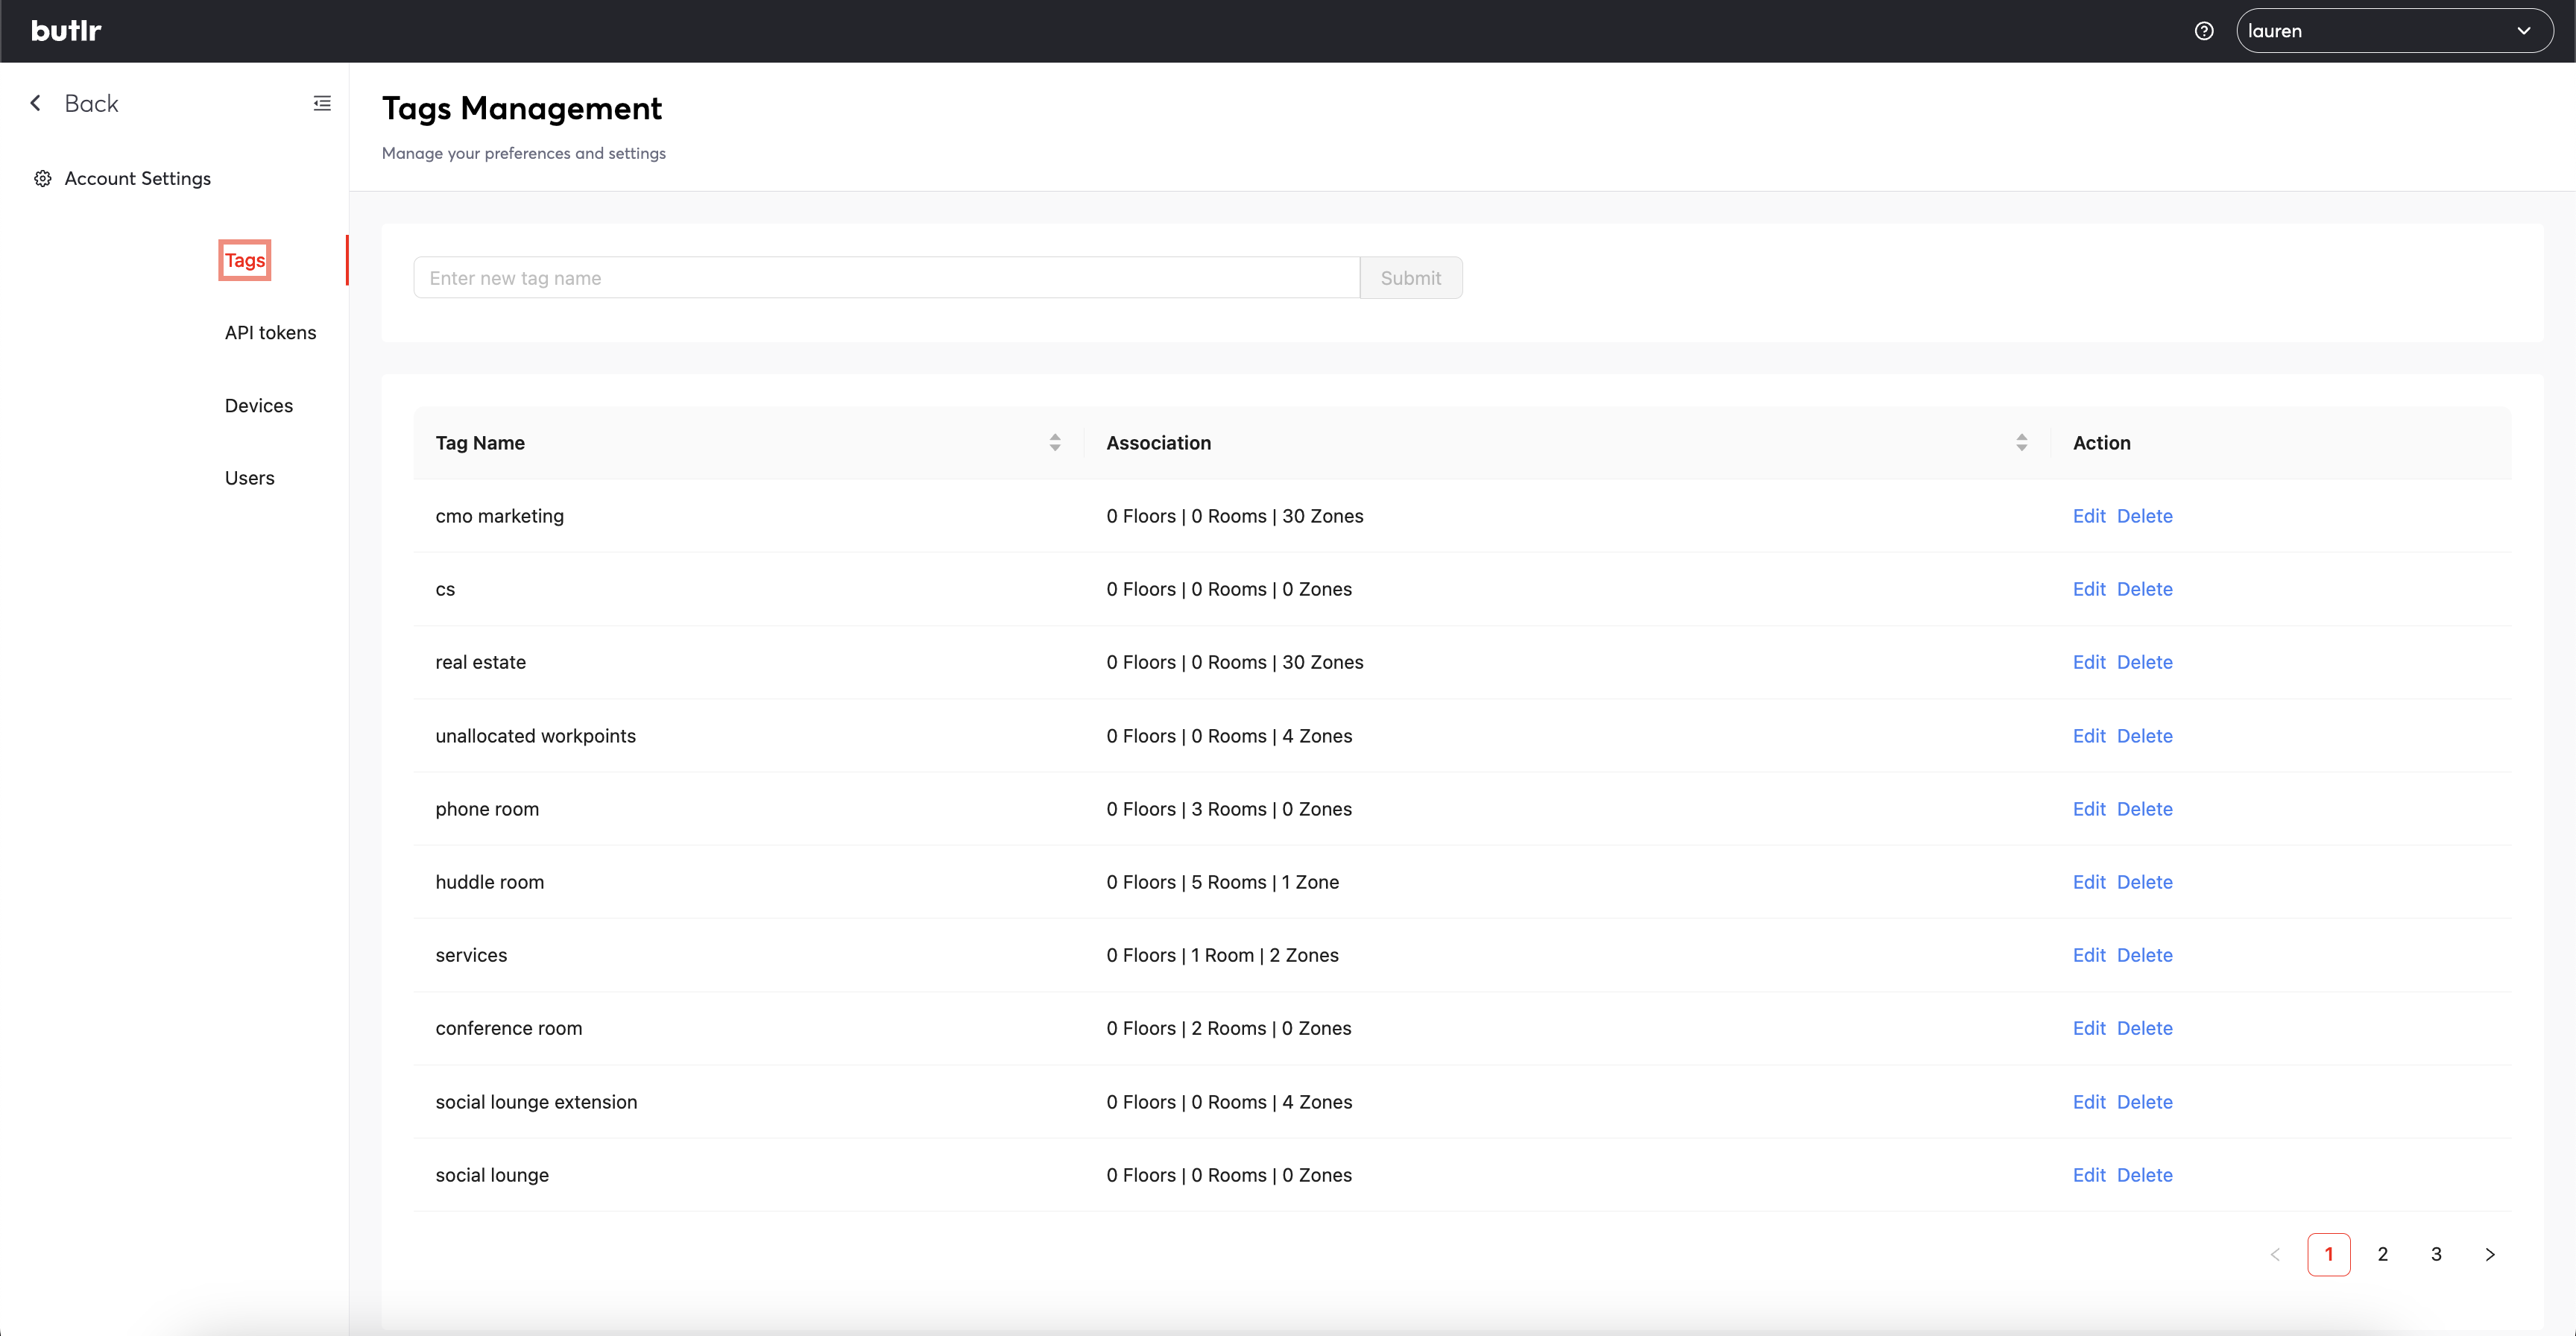 butlr
lauren
Back
Account Settings
Tags
API tokens
Devices
Users
Tags Management
Manage your preferences and settings
Enter new tag name Submit
Tag Name Association Action
cmo marketing 0 Floors | 0 Rooms | 30 Zones Edit Delete
cs 0 Floors | 0 Rooms | 0 Zones Edit Delete
real estate 0 Floors | 0 Rooms | 30 Zones Edit Delete
unallocated workpoints 0 Floors | 0 Rooms | 4 Zones Edit Delete
phone room 0 Floors | 3 Rooms | 0 Zones Edit Delete
huddle room 0 Floors | 5 Rooms | 1 Zone Edit Delete
services 0 Floors | 1 Room | 2 Zones Edit Delete
conference room 0 Floors | 2 Rooms | 0 Zones Edit Delete
social lounge extension 0 Floors | 0 Rooms | 4 Zones Edit Delete
social lounge 0 Floors | 0 Rooms | 0 Zones Edit Delete
1 2 3